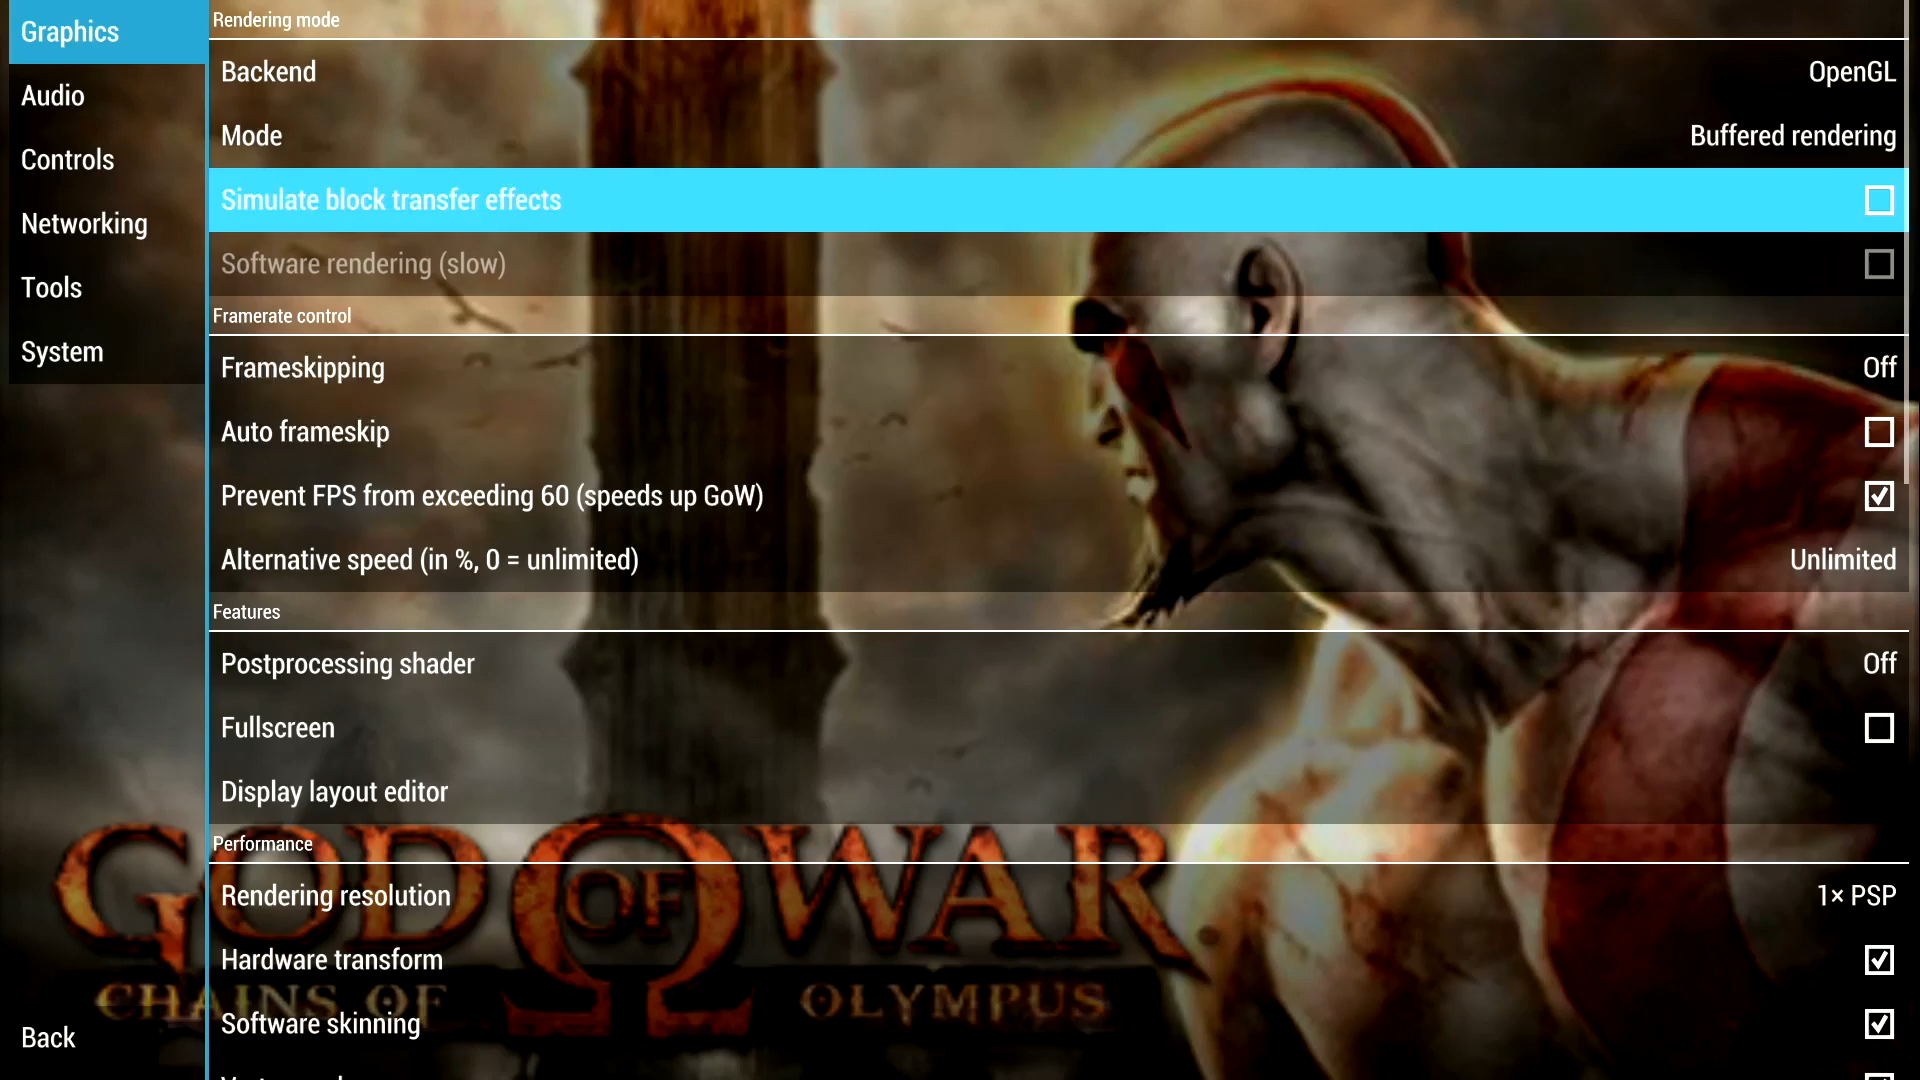 Graphics
Audio
Controls
Networking
Tools
System
Back
Rendering mode
Backend OpenGL
Mode Buffered rendering
Simulate block transfer effects
Software rendering (slow)
Framerate control
Frameskipping Off
Auto frameskip
Prevent FPS from exceeding 60 (speeds up GoW)
Alternative speed (in %, 0 = unlimited) Unlimited
Features
Postprocessing shader Off
Fullscreen
Display layout editor
Performance
Rendering resolution 1× PSP
Hardware transform
Software skinning
GOD OF WAR
CHAINS OF OLYMPUS